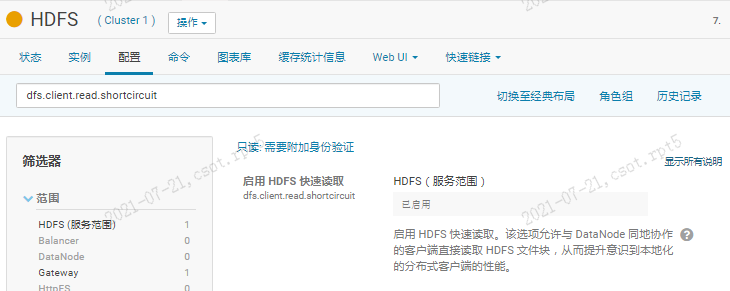 HDFS ( Cluster 1 ) 操作 7.
状态 实例 配置 命令 图表库 缓存统计信息 Web UI 快速链接
dfs.client.read.shortcircuit 切换至经典布局 角色组 历史记录
筛选器
范围
HDFS (服务范围) 1
Balancer 0
DataNode 0
Gateway 1
HttpFS 0
只读: 需要附加身份验证
显示所有说明
启用 HDFS 快速读取 HDFS ( 服务范围 )
dfs.client.read.shortcircuit 已启用
启用 HDFS 快速读取。该选项允许与 DataNode 同地协作
的客户端直接读取 HDFS 文件块，从而提升意识到本地化
的分布式客户端的性能。
2021-07-21, csot.rpt5
2021-07-21, csot.rpt5